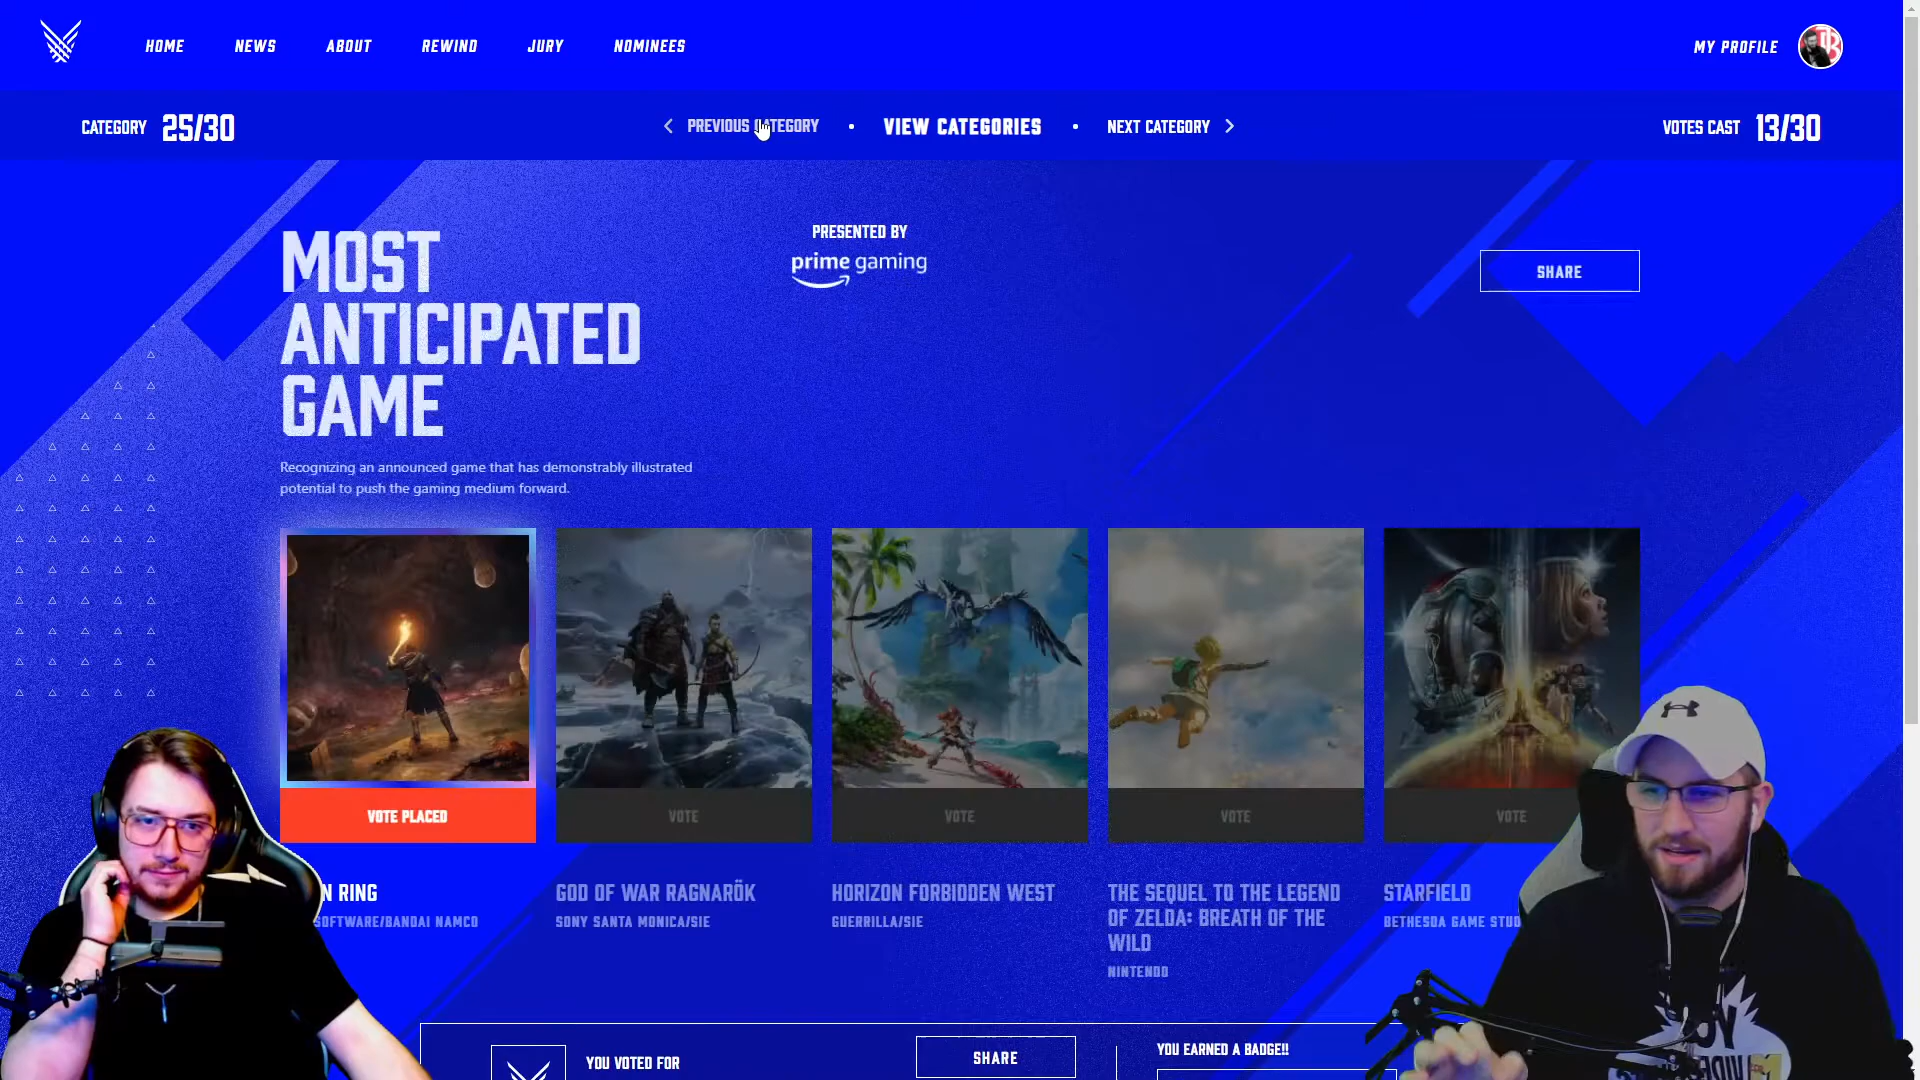 HOME
NEWS
ABOUT
REWIND
JURY
NOMINEES
MY PROFILE
CATEGORY 25/30
PREVIOUS CATEGORY
VIEW CATEGORIES
NEXT CATEGORY
VOTES CAST 13/30
MOST
ANTICIPATED
GAME
PRESENTED BY
prime gaming
SHARE
Recognizing an announced game that has demonstrably illustrated
potential to push the gaming medium forward.
VOTE PLACED
VOTE
VOTE
VOTE
VOTE
N RING
SOFTWARE/BANDAI NAMCO
GOD OF WAR RAGNARÖK
SONY SANTA MONICA/SIE
HORIZON FORBIDDEN WEST
GUERRILLA/SIE
THE SEQUEL TO THE LEGEND
OF ZELDA: BREATH OF THE
WILD
NINTENDO
STARFIELD
BETHESDA GAME STUD
YOU VOTED FOR
SHARE
YOU EARNED A BADGE!!